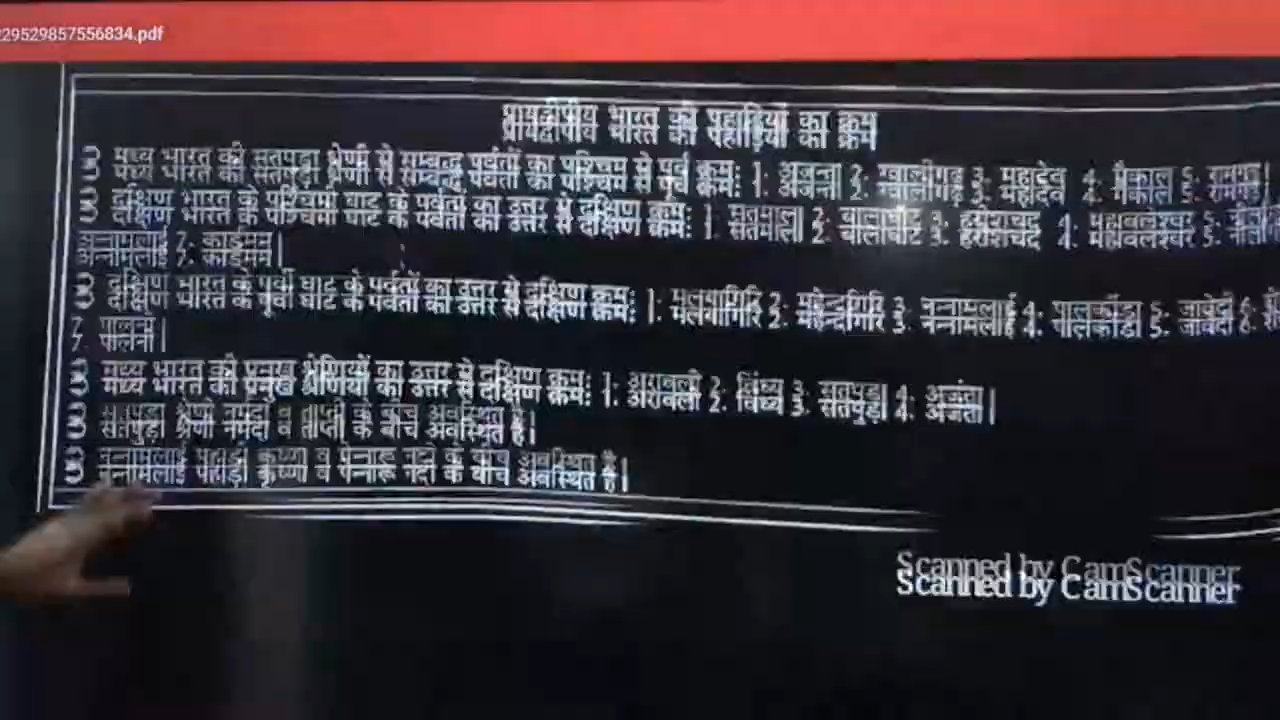 29529857556834.pdf
प्रायद्वीपीय भारत की पहाड़ियों का क्रम
मध्य भारत की सतपुड़ा श्रेणी से सम्बद्ध पर्वतों का पश्चिम से पूर्व क्रमः 1. अजन्ता 2. ग्वालीगढ़ 3. महादेव 4. मैकाल 5.
दक्षिण भारत के पश्चिमी घाट के पर्वतों का उत्तर से दक्षिण क्रमः 1. सतमाला 2. बालाघाट 3. हरिशचंद्र 4. महाबलेश्वर 5.
अन्नामलाई 7. कार्डमम।
दक्षिण भारत के पूर्वी घाट के पर्वतों का उत्तर से दक्षिण क्रमः 1. मलयागिरि 2. महेन्द्रगिरि 3. नन्नामलाई 4. पालकोंडा 5. जावेदी 6.
7. पालनी।
मध्य भारत की प्रमुख श्रेणियों का उत्तर से दक्षिण क्रमः 1. अरावली 2. विंध्य 3. सतपुड़ा 4. अजंता।
सतपुड़ा श्रेणी नर्मदा व ताप्ती के बीच अवस्थित है।
नन्नामलाई पहाड़ी कृष्णा व पेन्नारू नदी के बीच अवस्थित है।
Scanned by CamScanner